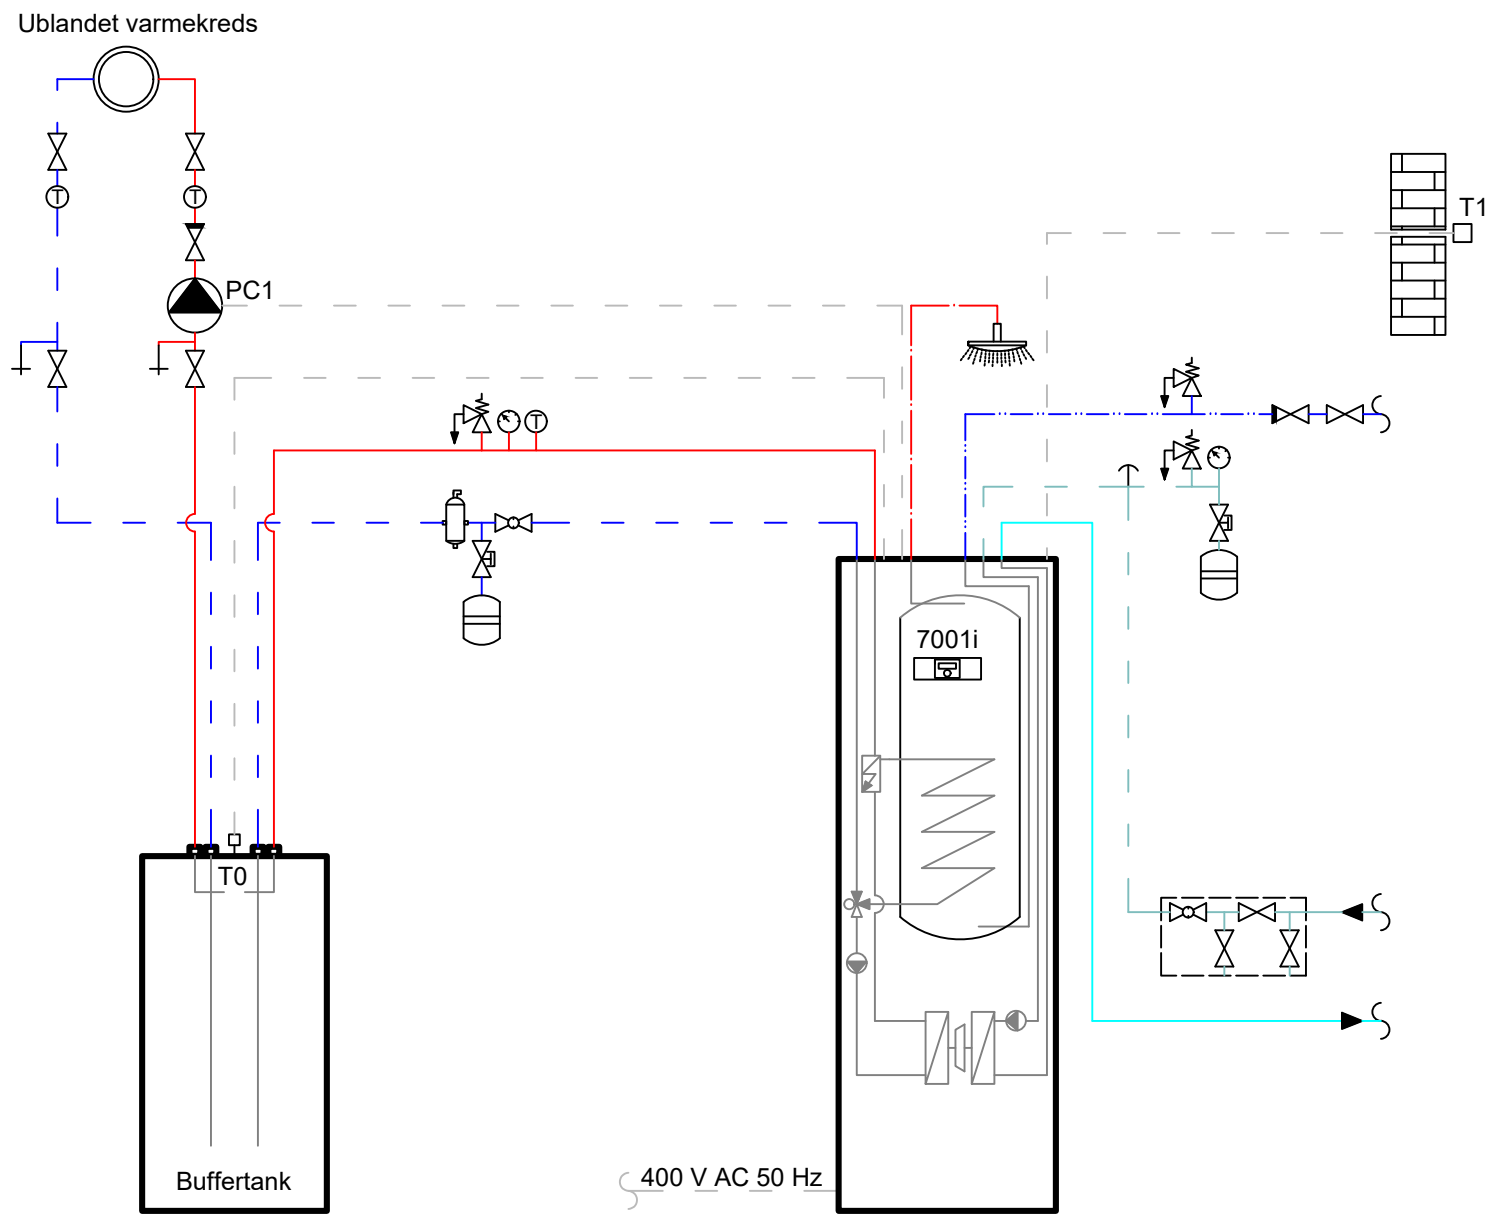 Ublandet varmekreds
T
T
T1
PC1
T
7001i
T0
Buffertank
400 V AC 50 Hz